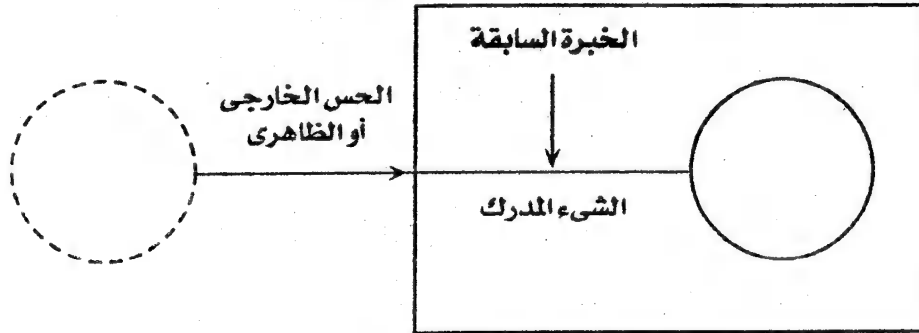 الخبرة السابقة
الحس الخارجى
أو الظاهرى
الشىء المدرك